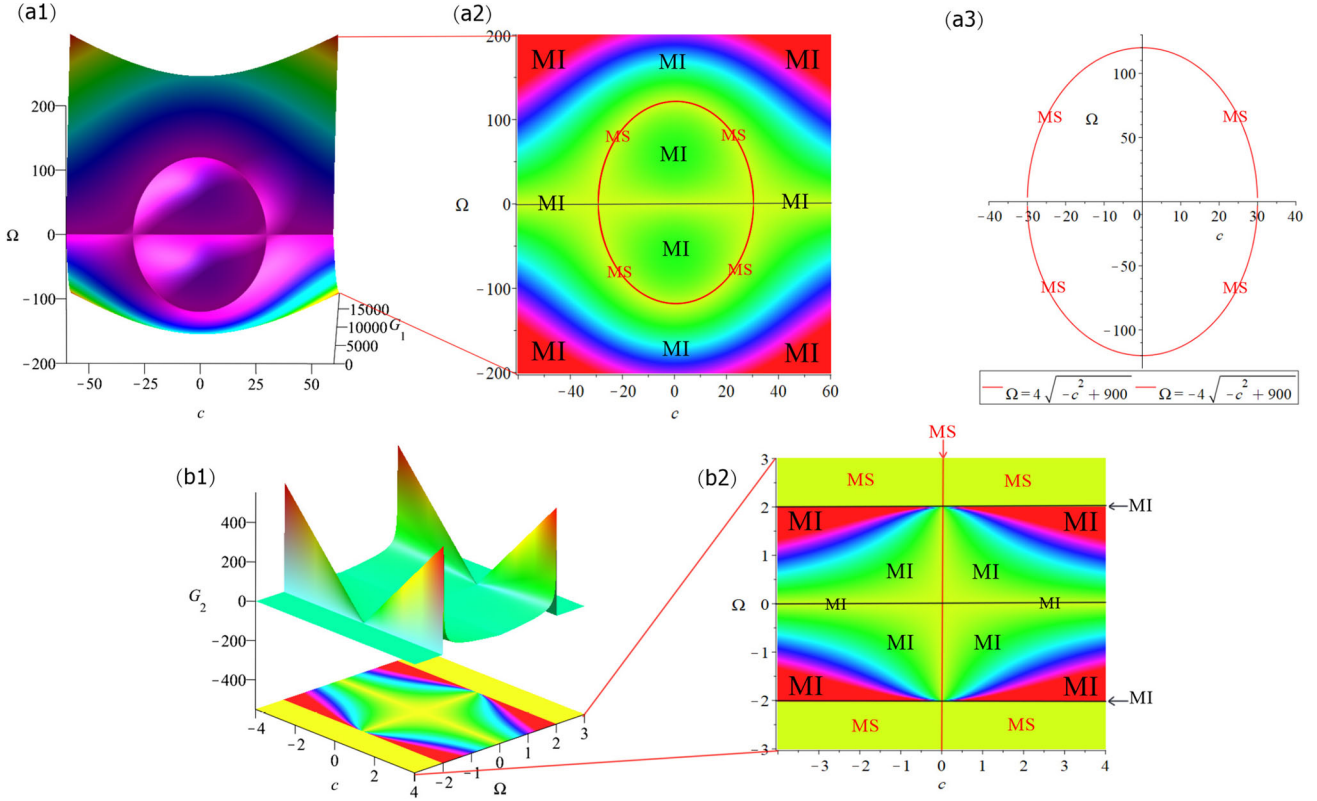 (a1)
200
100
Ω
0
-100
-200
-50
-25
0
25
50
c
15000
10000
G1
5000
0
(a2)
200
100
Ω
0
-100
-200
-40
-20
0
20
40
60
c
MI
MI
MI
MS
MS
MI
MI
MI
MI
MS
MS
MI
MI
MI
(a3)
100
MS
Ω
MS
50
-40
-30
-20
-10
0
10
20
30
40
c
-50
MS
MS
-100
Ω=4√-c²+900
Ω=-4√-c²+900
(b1)
400
200
G2
0
-200
-400
-4
-2
0
c
2
4
-2
-1
0
Ω
1
2
3
(b2)
MS
3
2
1
Ω
0
-1
-2
-3
-3
-2
-1
0
1
2
3
4
c
MS
MS
MI
MI
MI
MI
MI
MI
MI
MI
MI
MI
MI
MI
MS
MS